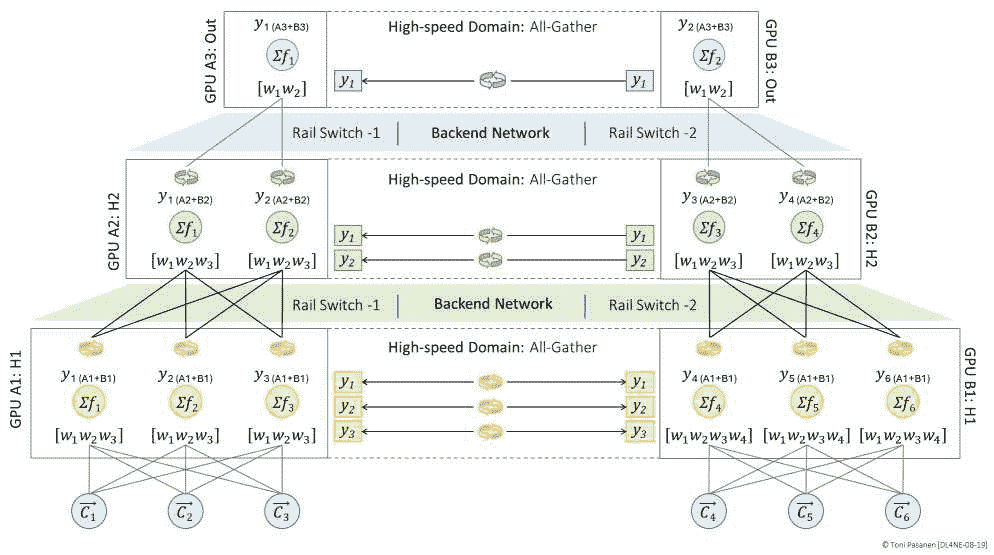 GPU A3: Out
y1 (A3+B3)
Σf1
[w1w2]
High-speed Domain: All-Gather
y1
y1
y2 (A3+B3)
Σf2
[w1w2]
GPU B3: Out
Rail Switch -1 | Backend Network | Rail Switch -2
GPU A2: H2
y1 (A2+B2)
y2 (A2+B2)
Σf1
Σf2
[w1w2w3]
[w1w2w3]
High-speed Domain: All-Gather
y1
y1
y2
y2
y3 (A2+B2)
y4 (A2+B2)
Σf3
Σf4
[w1w2w3]
[w1w2w3]
GPU B2: H2
Rail Switch -1 | Backend Network | Rail Switch -2
GPU A1: H1
y1 (A1+B1)
y2 (A1+B1)
y3 (A1+B1)
Σf1
Σf2
Σf3
[w1w2w3]
[w1w2w3]
[w1w2w3]
High-speed Domain: All-Gather
y1
y1
y2
y2
y3
y3
y4 (A1+B1)
y5 (A1+B1)
y6 (A1+B1)
Σf4
Σf5
Σf6
[w1w2w3w4]
[w1w2w3w4]
[w1w2w3w4]
GPU B1: H1
C1
C2
C3
C4
C5
C6
© Toni Pasanen [DL4NE-08-19]